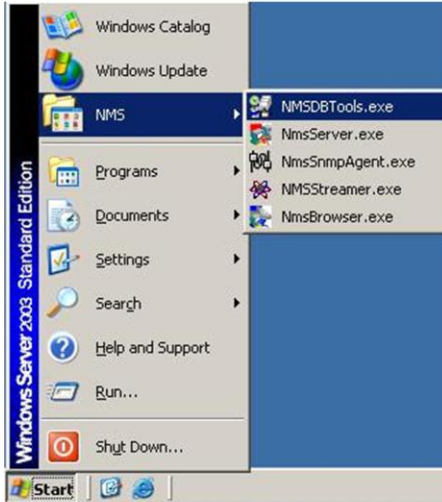 Windows Catalog
Windows Update
NMS
Programs
Documents
Settings
Search
Help and Support
Run...
Shut Down...
NMSDBTools.exe
NmsServer.exe
NmsSnmpAgent.exe
NMSStreamer.exe
NmsBrowser.exe
Windows Server 2003 Standard Edition
Start